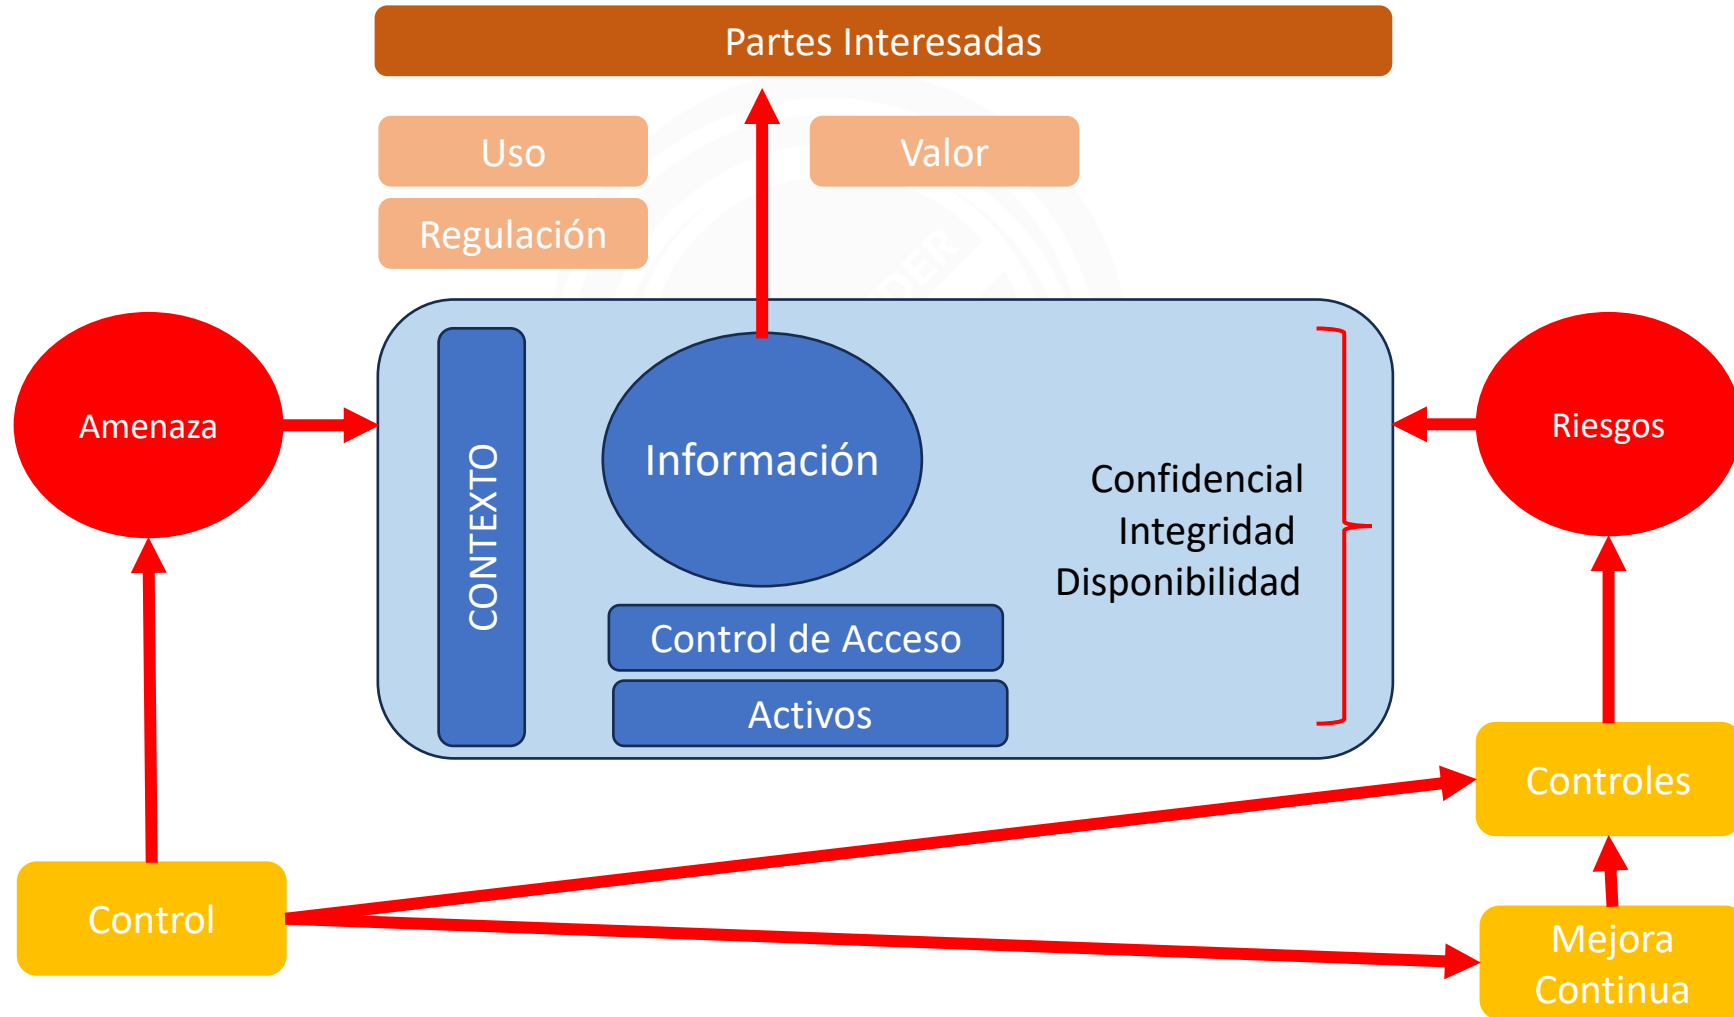 Partes Interesadas
Uso
Valor
Regulación
Amenaza
CONTEXTO
Información
Confidencial
Integridad
Disponibilidad
Riesgos
Control de Acceso
Activos
Controles
Control
Mejora
Continua